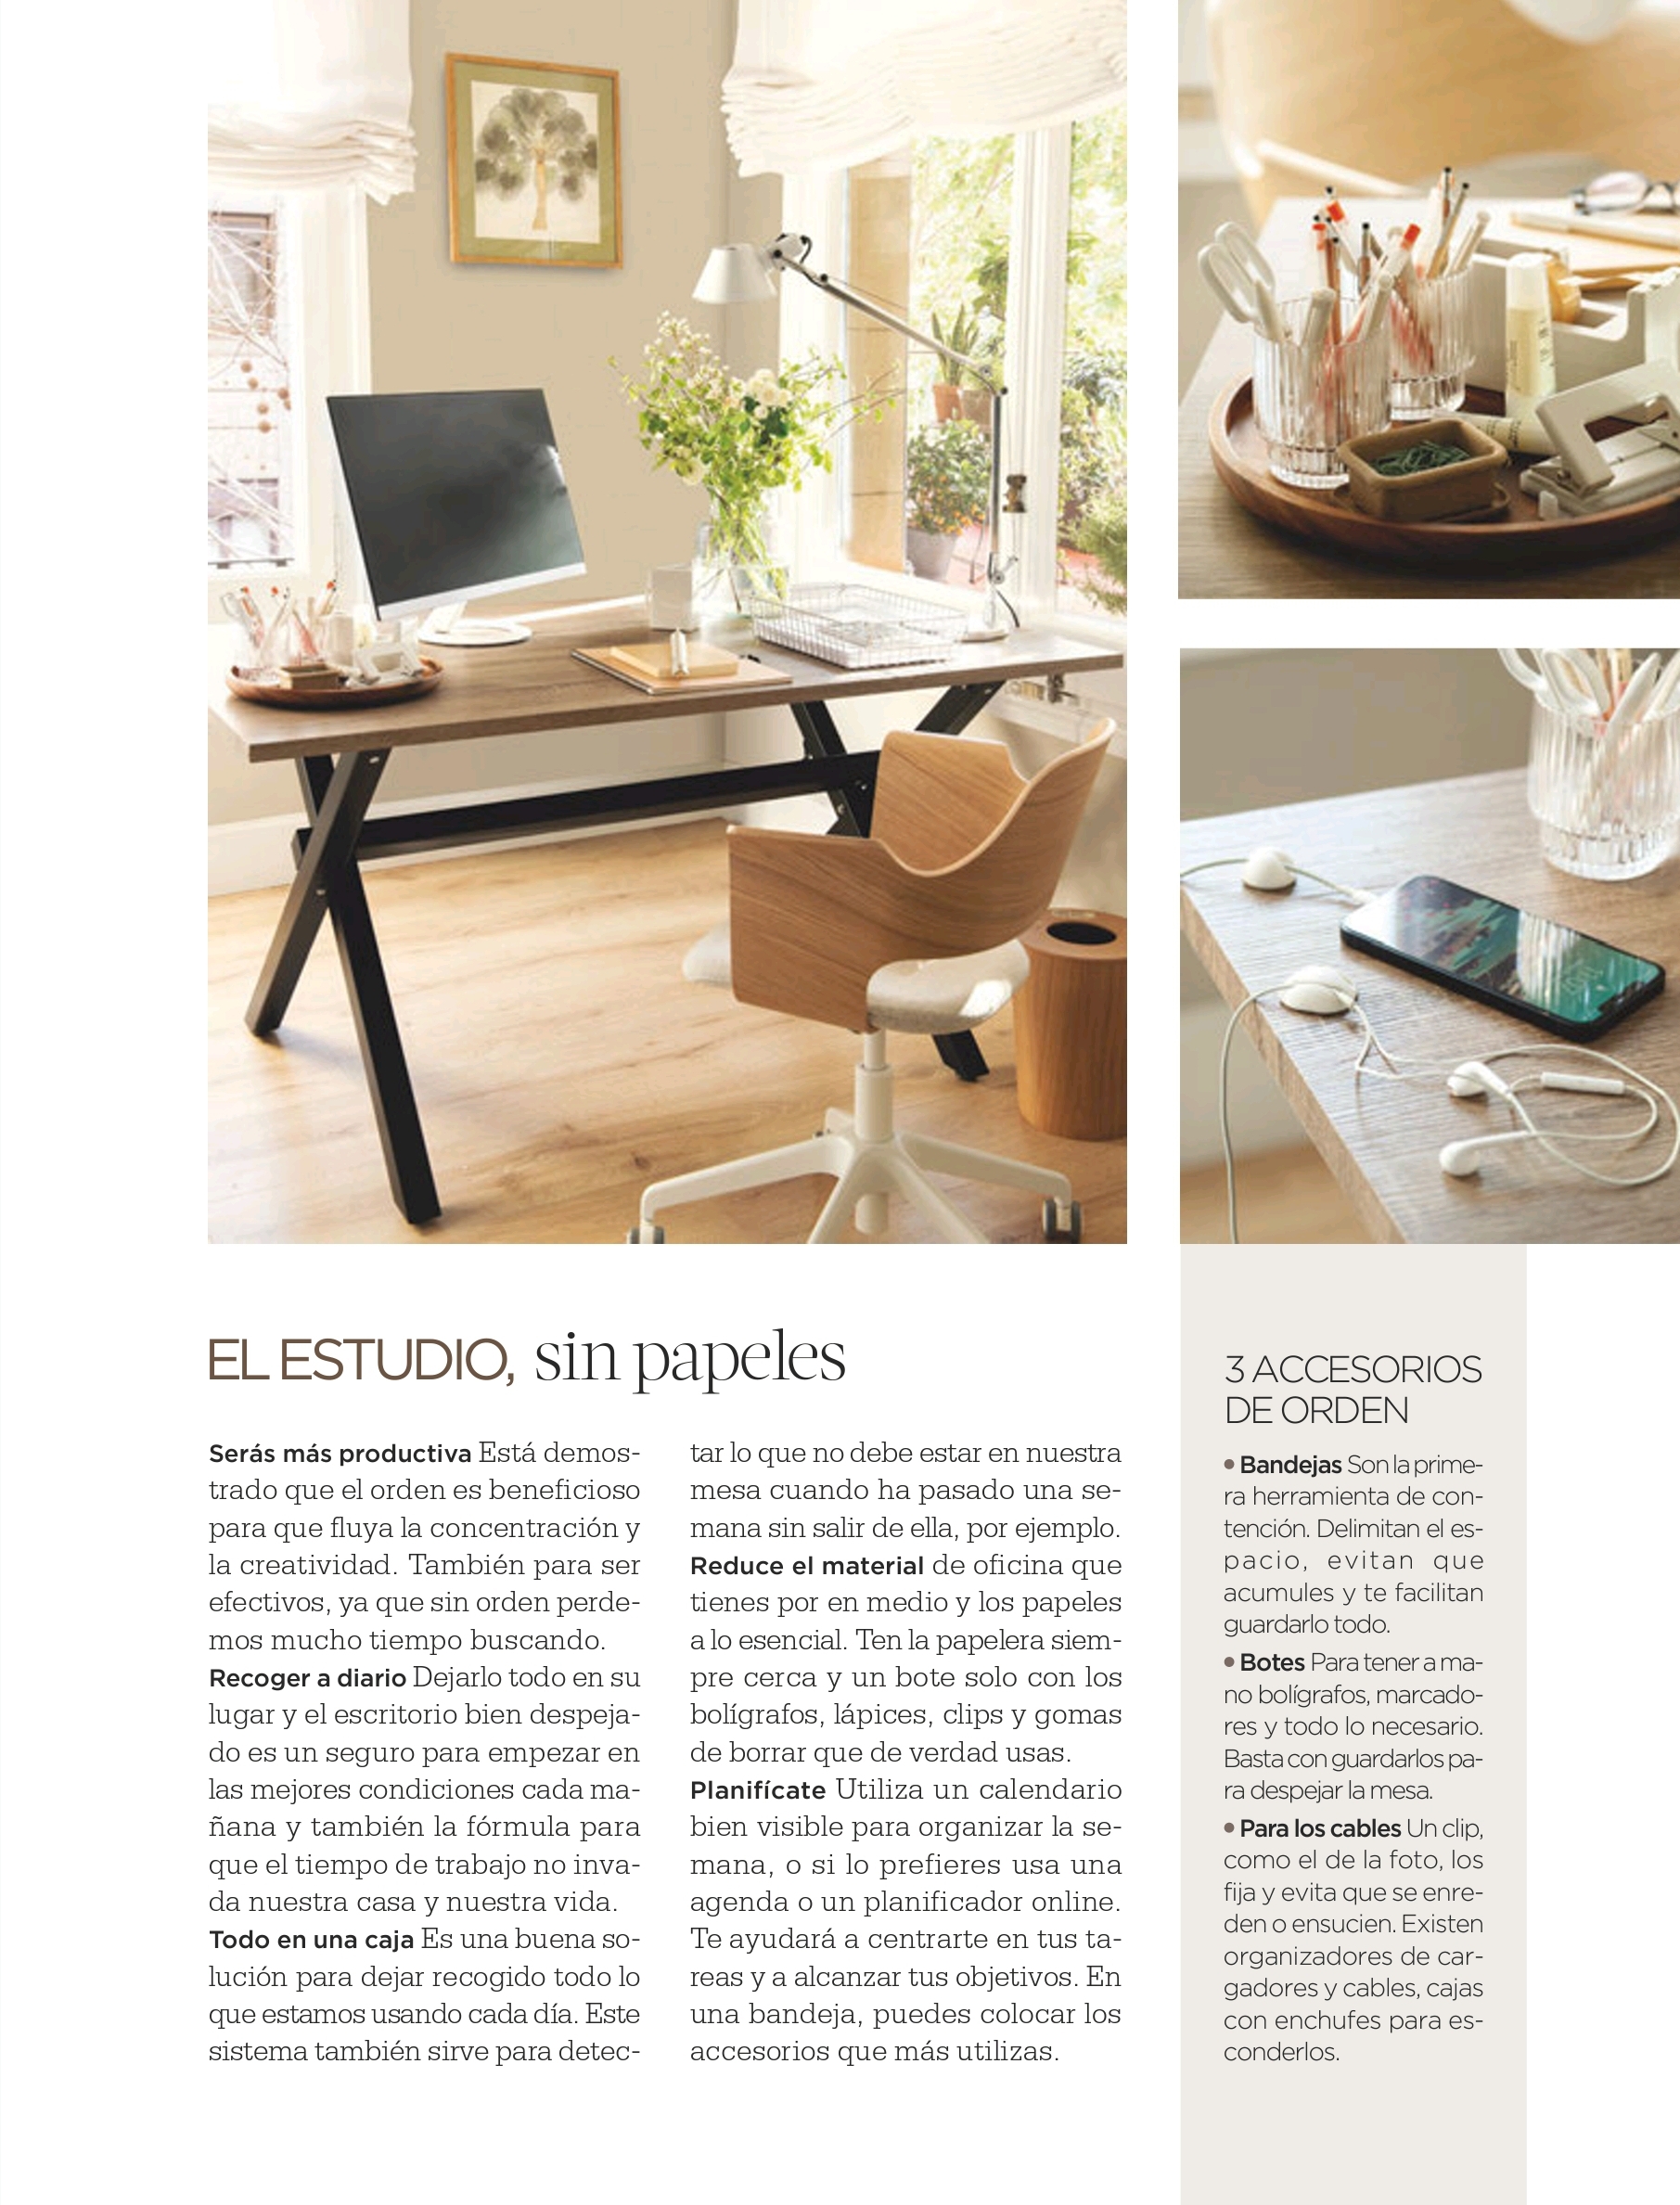 EL ESTUDIO, sin papeles
Serás más productiva Está demos-
trado que el orden es beneficioso
para que fluya la concentración y
la creatividad. También para ser
efectivos, ya que sin orden perde-
mos mucho tiempo buscando.
Recoger a diario Dejarlo todo en su
lugar y el escritorio bien despeja-
do es un seguro para empezar en
las mejores condiciones cada ma-
ñana y también la fórmula para
que el tiempo de trabajo no inva-
da nuestra casa y nuestra vida.
Todo en una caja Es una buena so-
lución para dejar recogido todo lo
que estamos usando cada día. Este
sistema también sirve para detec-
tar lo que no debe estar en nuestra
mesa cuando ha pasado una se-
mana sin salir de ella, por ejemplo.
Reduce el material de oficina que
tienes por en medio y los papeles
a lo esencial. Ten la papelera siem-
pre cerca y un bote solo con los
bolígrafos, lápices, clips y gomas
de borrar que de verdad usas.
Planifícate Utiliza un calendario
bien visible para organizar la se-
mana, o si lo prefieres usa una
agenda o un planificador online.
Te ayudará a centrarte en tus ta-
reas y a alcanzar tus objetivos. En
una bandeja, puedes colocar los
accesorios que más utilizas.
3 ACCESORIOS
DE ORDEN
• Bandejas Son la prime-
ra herramienta de con-
tención. Delimitan el es-
pacio, evitan que
acumules y te facilitan
guardarlo todo.
• Botes Para tener a ma-
no bolígrafos, marcado-
res y todo lo necesario.
Basta con guardarlos pa-
ra despejar la mesa.
• Para los cables Un clip,
como el de la foto, los
fija y evita que se enre-
den o ensucien. Existen
organizadores de car-
gadores y cables, cajas
con enchufes para es-
conderlos.